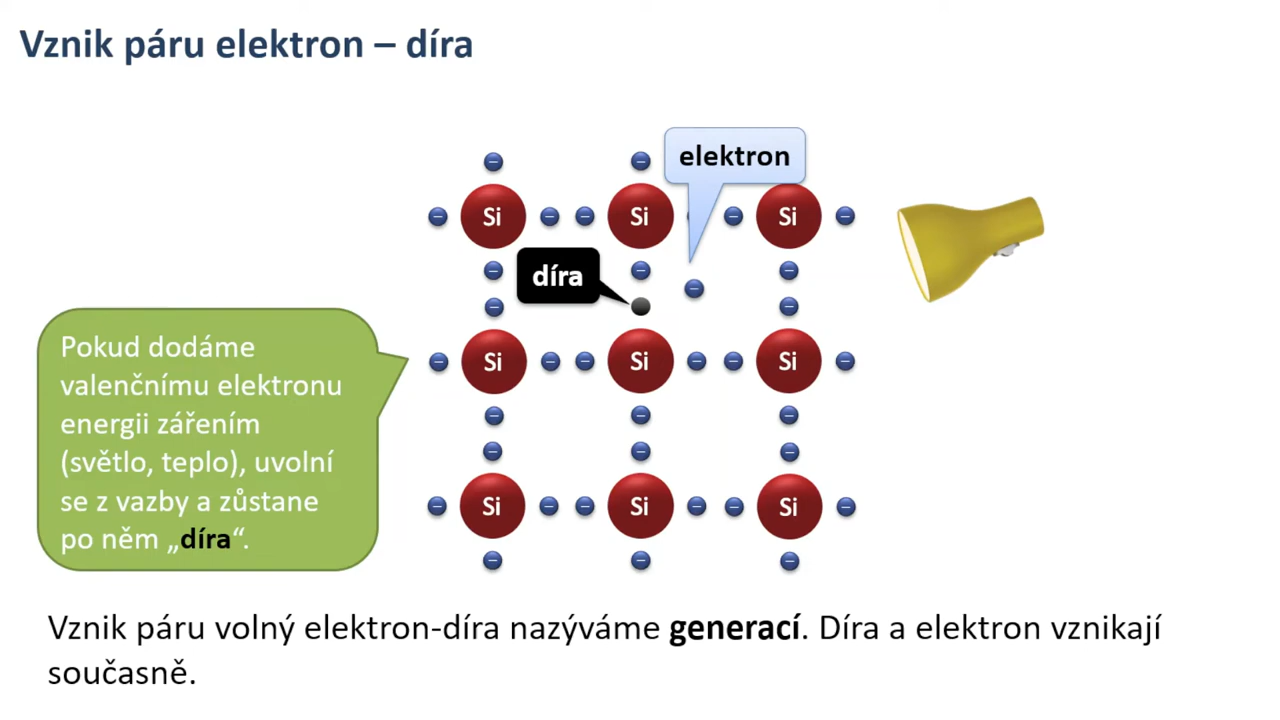 Vznik páru elektron – díra
elektron
Si Si Si
díra
Si Si Si
Si Si Si
Pokud dodáme
valenčnímu elektronu
energii zářením
(světlo, teplo), uvolní
se z vazby a zůstane
po něm „díra“.
Vznik páru volný elektron-díra nazýváme generací. Díra a elektron vznikají
současně.